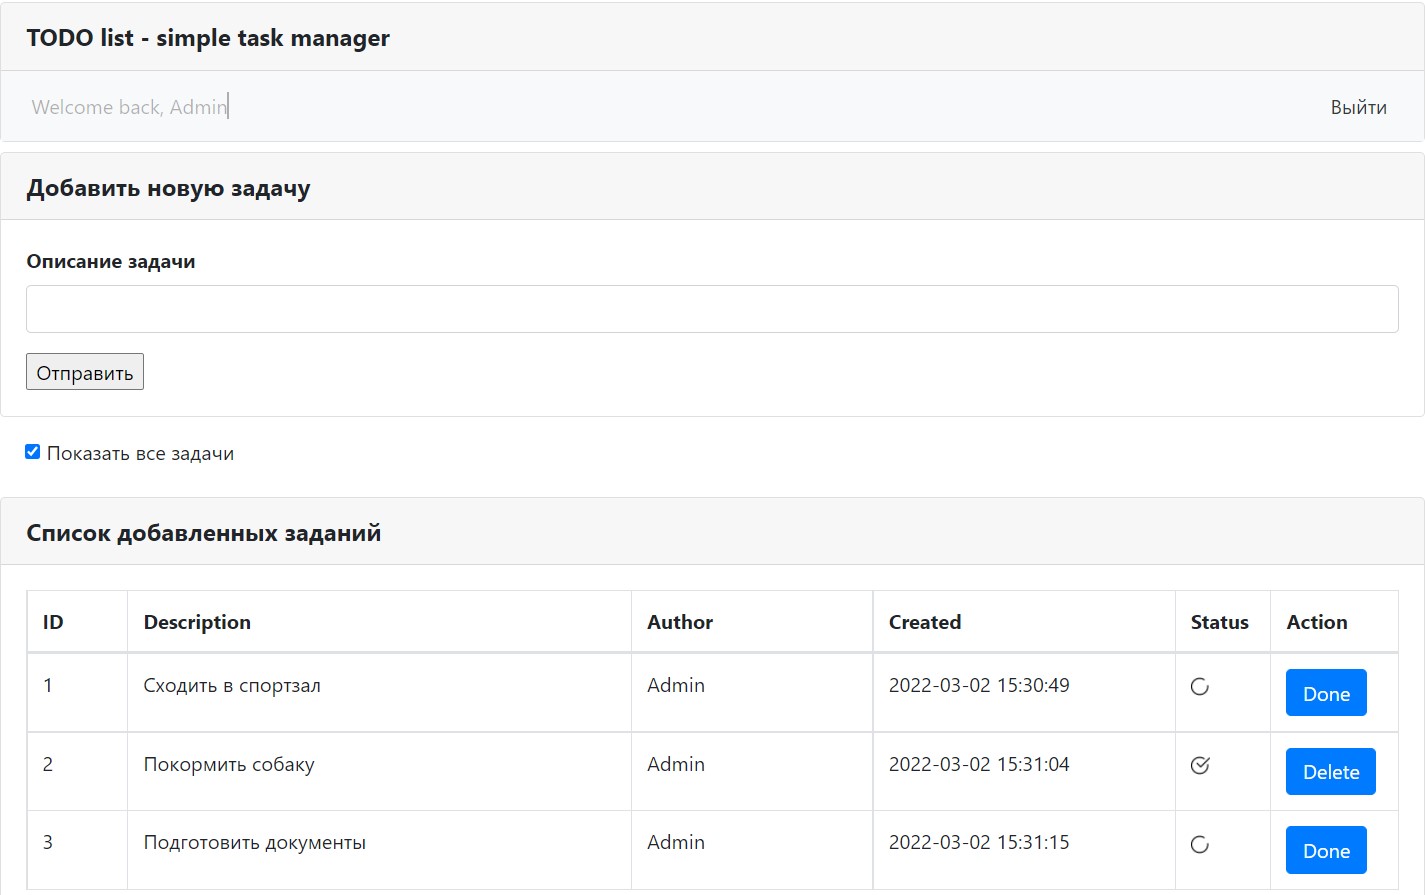 TODO list - simple task manager
Welcome back, Admin Выйти
Добавить новую задачу
Описание задачи
Отправить
Показать все задачи
Список добавленных заданий
ID Description Author Created Status Action
1 Сходить в спортзал Admin 2022-03-02 15:30:49 Done
2 Покормить собаку Admin 2022-03-02 15:31:04 Delete
3 Подготовить документы Admin 2022-03-02 15:31:15 Done